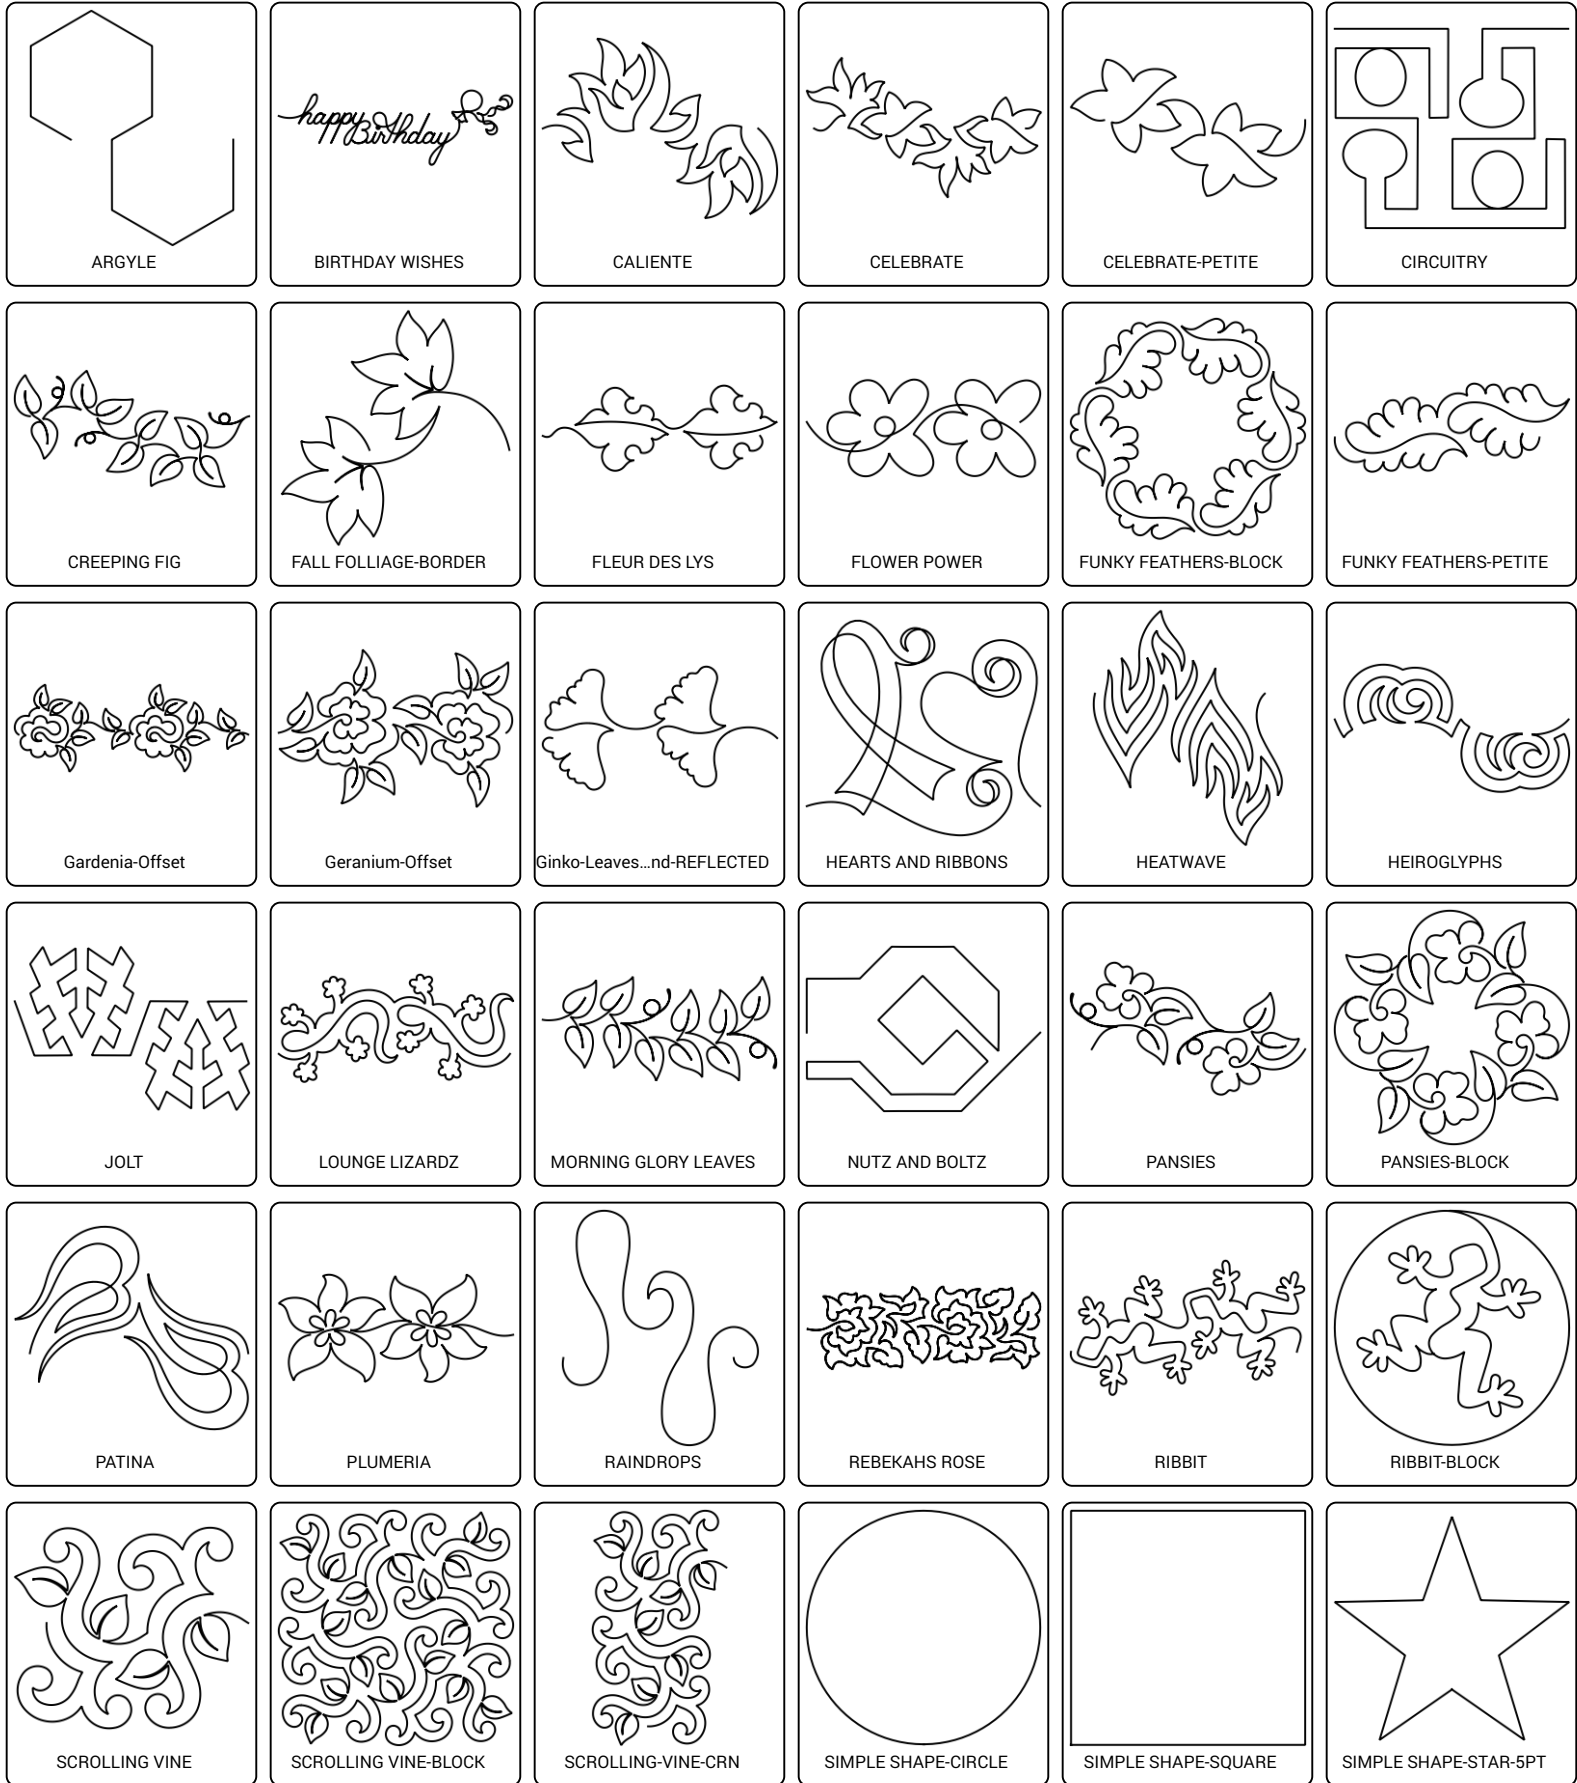 happy
Birthday
ARGYLE
BIRTHDAY WISHES
CALIENTE
CELEBRATE
CELEBRATE-PETITE
CIRCUITRY
CREEPING FIG
FALL FOLLIAGE-BORDER
FLEUR DES LYS
FLOWER POWER
FUNKY FEATHERS-BLOCK
FUNKY FEATHERS-PETITE
Gardenia-Offset
Geranium-Offset
Ginko-Leaves...nd-REFLECTED
HEARTS AND RIBBONS
HEATWAVE
HEIROGLYPHS
JOLT
LOUNGE LIZARDZ
MORNING GLORY LEAVES
NUTZ AND BOLTZ
PANSIES
PANSIES-BLOCK
PATINA
PLUMERIA
RAINDROPS
REBEKAHS ROSE
RIBBIT
RIBBIT-BLOCK
SCROLLING VINE
SCROLLING VINE-BLOCK
SCROLLING-VINE-CRN
SIMPLE SHAPE-CIRCLE
SIMPLE SHAPE-SQUARE
SIMPLE SHAPE-STAR-5PT